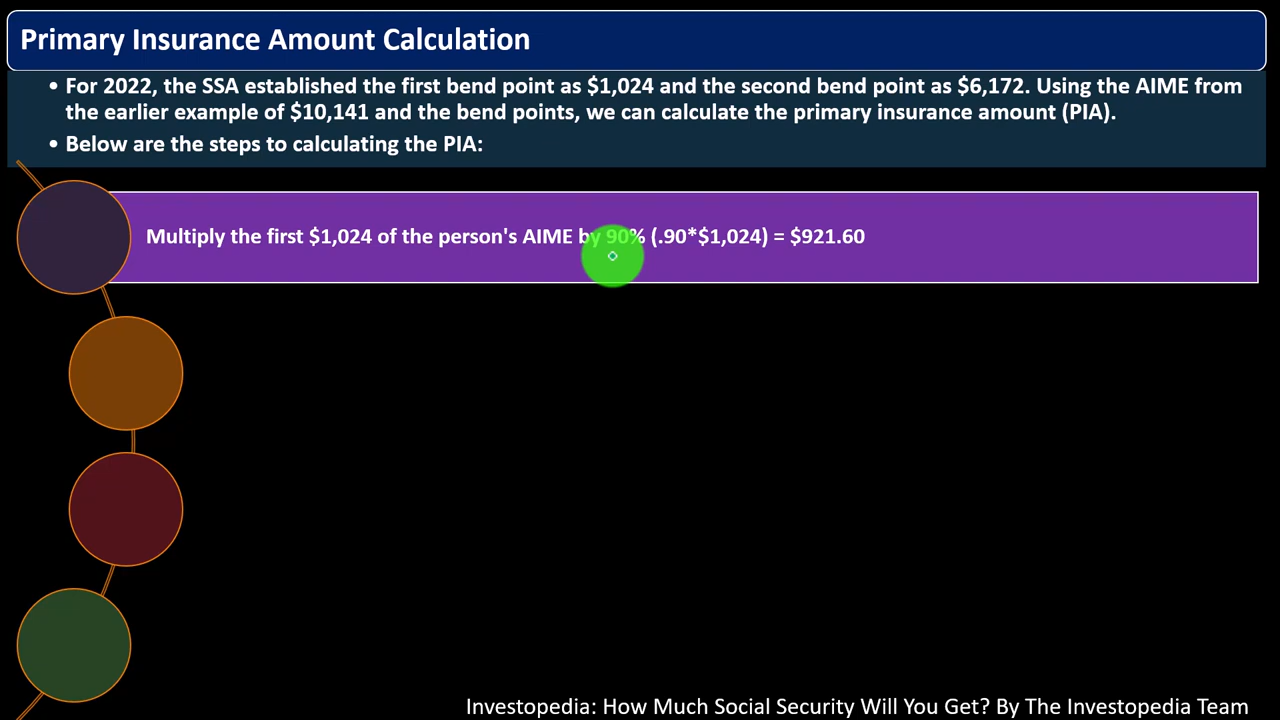 Primary Insurance Amount Calculation
• For 2022, the SSA established the first bend point as $1,024 and the second bend point as $6,172. Using the AIME from
the earlier example of $10,141 and the bend points, we can calculate the primary insurance amount (PIA).
• Below are the steps to calculating the PIA:
Multiply the first $1,024 of the person's AIME by 90% (.90*$1,024) = $921.60
Investopedia: How Much Social Security Will You Get? By The Investopedia Team